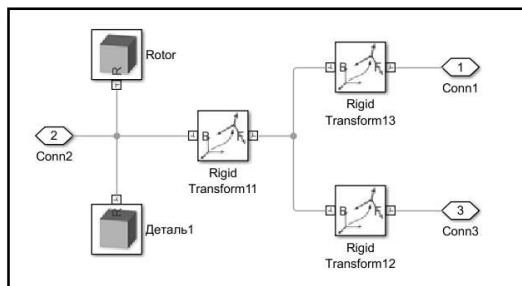 Rotor
R
2
Conn2
B
F
Rigid
Transform11
R
Деталь1
B
F
Rigid
Transform13
1
Conn1
B
F
Rigid
Transform12
3
Conn3